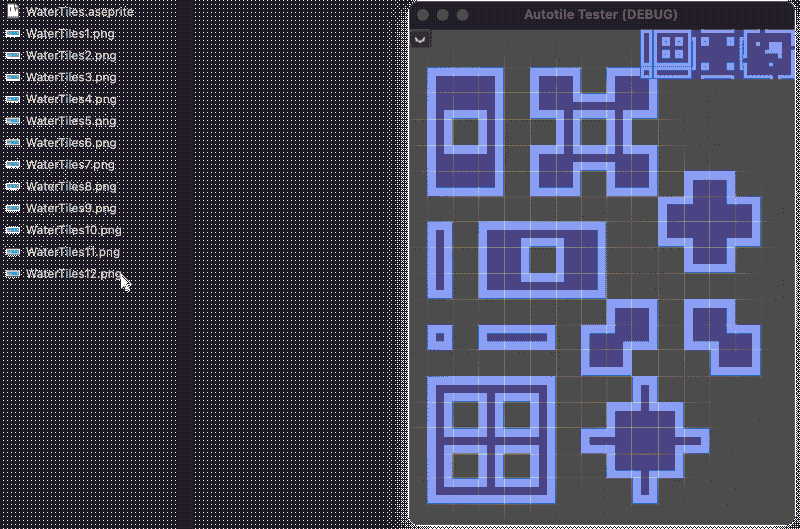 WaterTiles.aseprite
WaterTiles1.png
WaterTiles2.png
WaterTiles3.png
WaterTiles4.png
WaterTiles5.png
WaterTiles6.png
WaterTiles7.png
WaterTiles8.png
WaterTiles9.png
WaterTiles10.png
WaterTiles11.png
WaterTiles12.png
Autotile Tester (DEBUG)